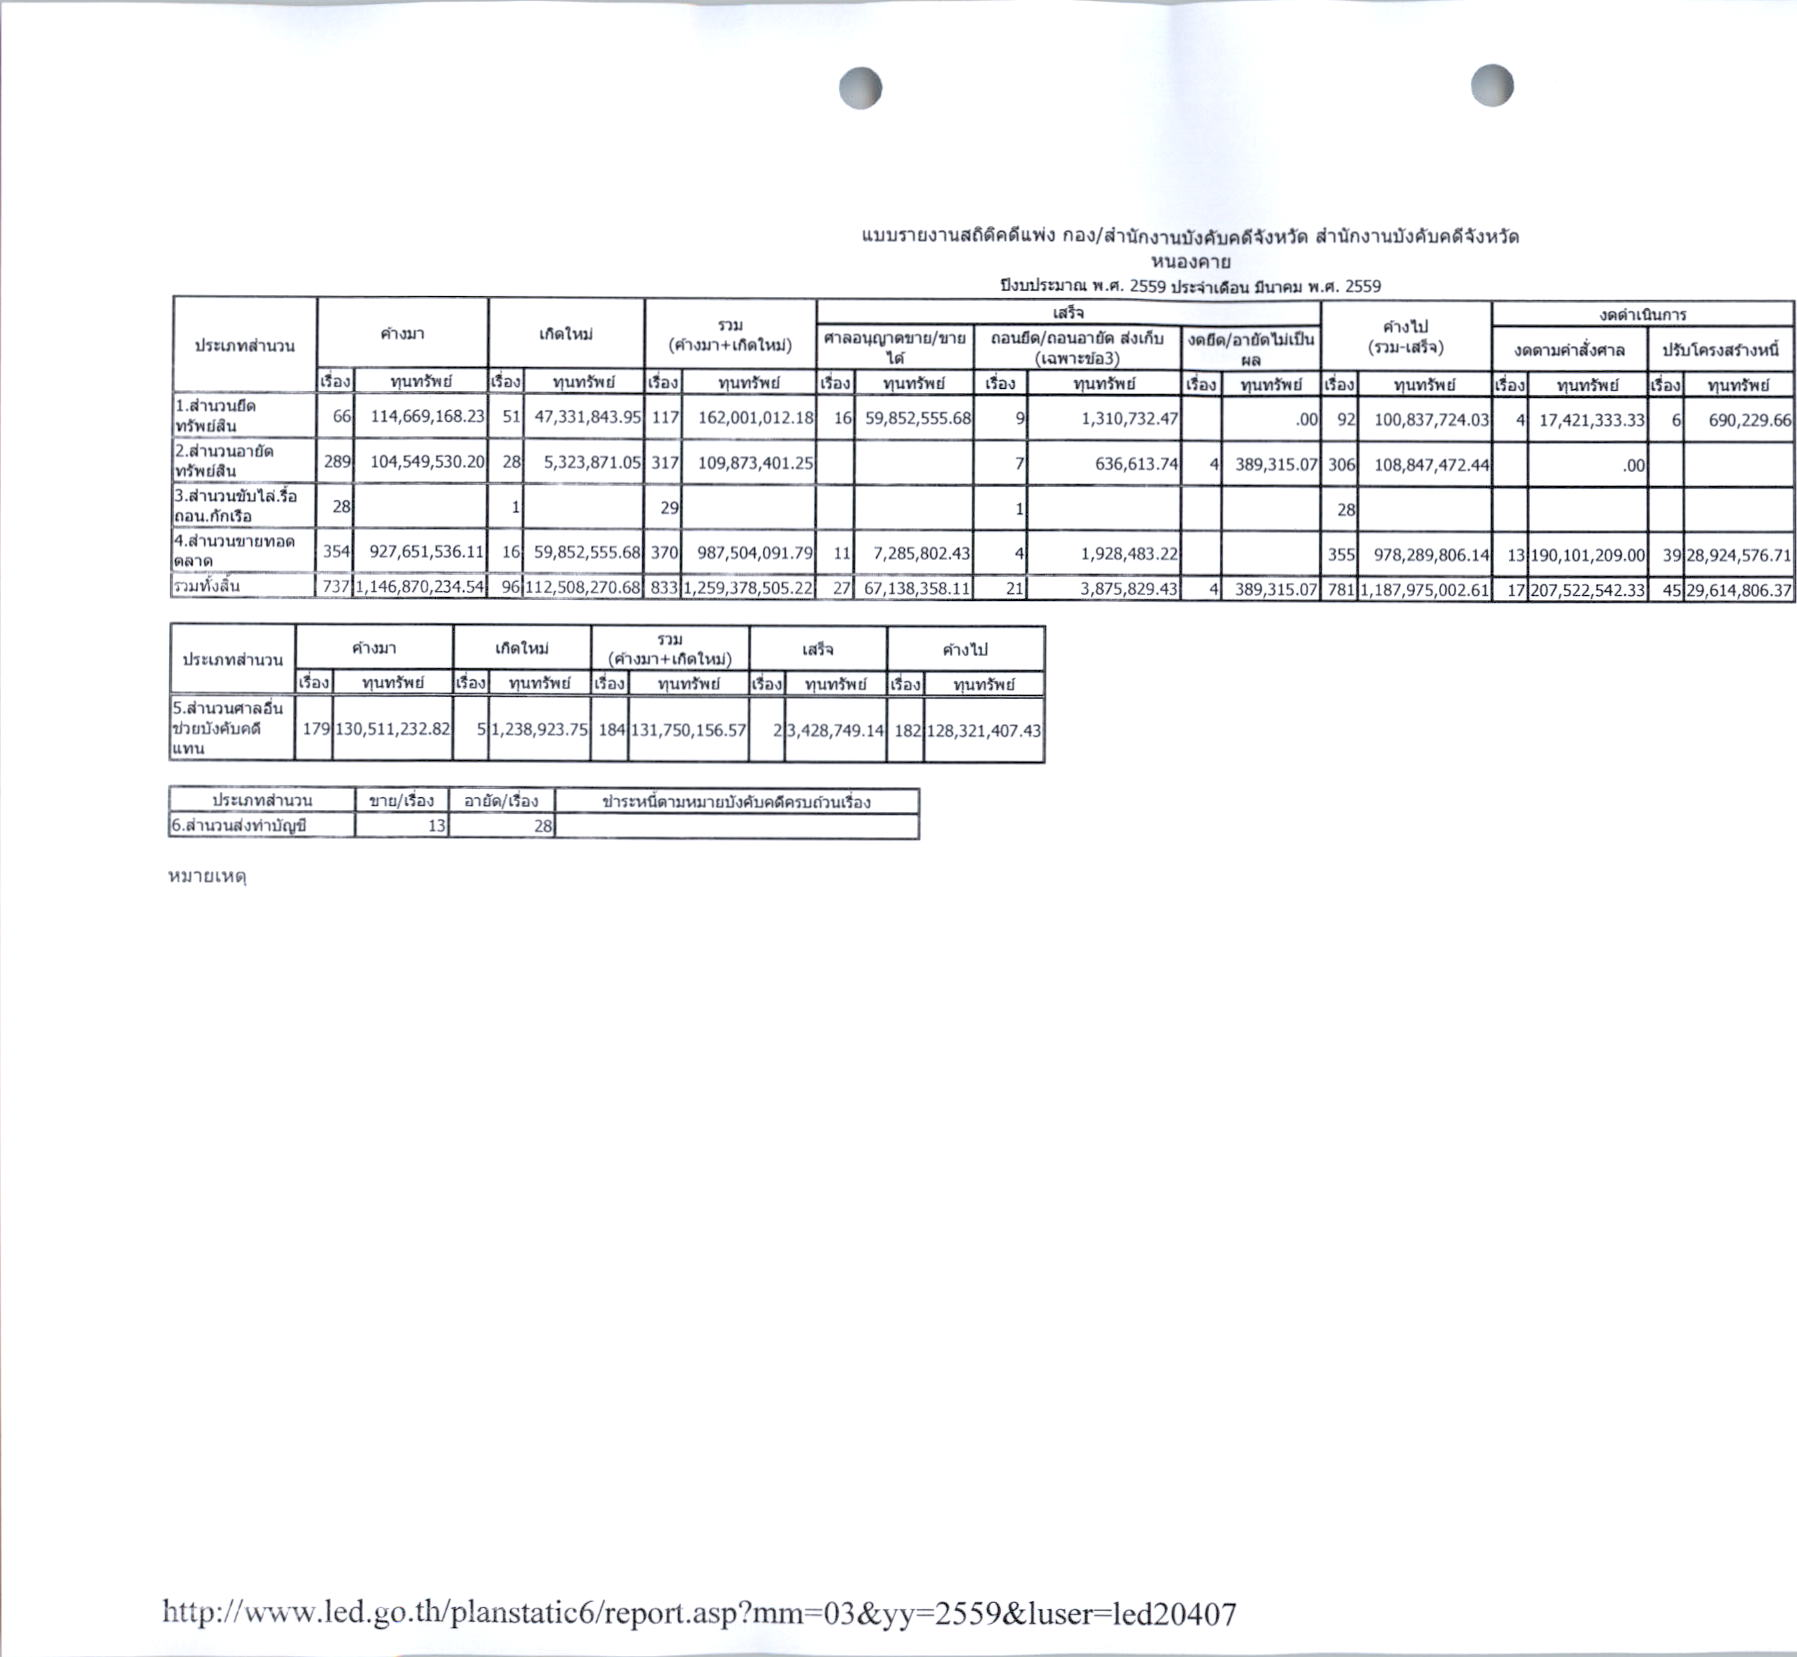 แบบรายงานสถิติคดีแพ่ง กอง/สำนักงานบังคับคดีจังหวัด สำนักงานบังคับคดีจังหวัด
หนองคาย
ปีงบประมาณ พ.ศ. 2559 ประจำเดือน มีนาคม พ.ศ. 2559
ประเภทสำนวน ค้างมา เกิดใหม่ รวม (ค้างมา+เกิดใหม่) เสร็จ ค้างไป (รวม-เสร็จ) งดดำเนินการ
ศาลอนุญาตขาย/ขายได้ ถอนยึด/ถอนอายัด ส่งเก็บ (เฉพาะข้อ3) งดยึด/อายัดไม่เป็นผล งดตามคำสั่งศาล ปรับโครงสร้างหนี้
เรื่อง ทุนทรัพย์ เรื่อง ทุนทรัพย์ เรื่อง ทุนทรัพย์ เรื่อง ทุนทรัพย์ เรื่อง ทุนทรัพย์ เรื่อง ทุนทรัพย์ เรื่อง ทุนทรัพย์ เรื่อง ทุนทรัพย์ เรื่อง ทุนทรัพย์
1.สำนวนยึดทรัพย์สิน 66 114,669,168.23 51 47,331,843.95 117 162,001,012.18 16 59,852,555.68 9 1,310,732.47 .00 92 100,837,724.03 4 17,421,333.33 6 690,229.66
2.สำนวนอายัดทรัพย์สิน 289 104,549,530.20 28 5,323,871.05 317 109,873,401.25 7 636,613.74 4 389,315.07 306 108,847,472.44 .00
3.สำนวนขับไล่.รื้อถอน.กักเรือ 28 1 29 1 28
4.สำนวนขายทอดตลาด 354 927,651,536.11 16 59,852,555.68 370 987,504,091.79 11 7,285,802.43 4 1,928,483.22 355 978,289,806.14 13 190,101,209.00 39 28,924,576.71
รวมทั้งสิ้น 737 1,146,870,234.54 96 112,508,270.68 833 1,259,378,505.22 27 67,138,358.11 21 3,875,829.43 4 389,315.07 781 1,187,975,002.61 17 207,522,542.33 45 29,614,806.37
ประเภทสำนวน ค้างมา เกิดใหม่ รวม (ค้างมา+เกิดใหม่) เสร็จ ค้างไป
เรื่อง ทุนทรัพย์ เรื่อง ทุนทรัพย์ เรื่อง ทุนทรัพย์ เรื่อง ทุนทรัพย์ เรื่อง ทุนทรัพย์
5.สำนวนศาลอื่นช่วยบังคับคดีแทน 179 130,511,232.82 5 1,238,923.75 184 131,750,156.57 2 3,428,749.14 182 128,321,407.43
ประเภทสำนวน ขาย/เรื่อง อายัด/เรื่อง ชำระหนี้ตามหมายบังคับคดีครบถ้วนเรื่อง
6.สำนวนส่งทำบัญชี 13 28
หมายเหตุ
http://www.led.go.th/planstatic6/report.asp?mm=03&yy=2559&luser=led20407